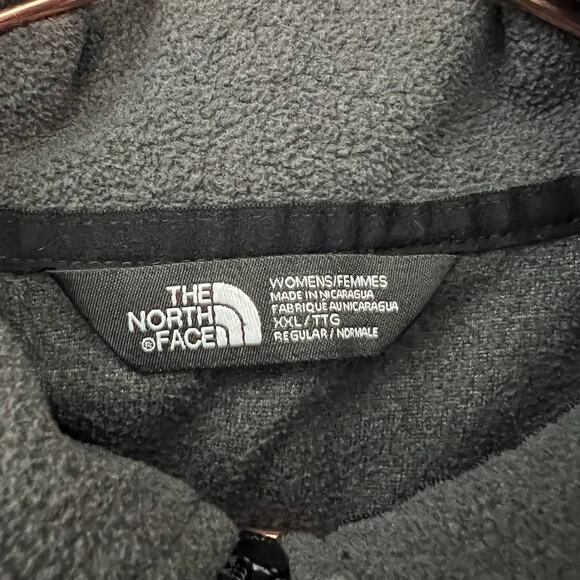 THE
NORTH
®FACE
WOMENS/FEMMES
MADE IN NICARAGUA
FABRIQUE AU NICARAGUA
XXL/TTG
REGULAR/NORMALE